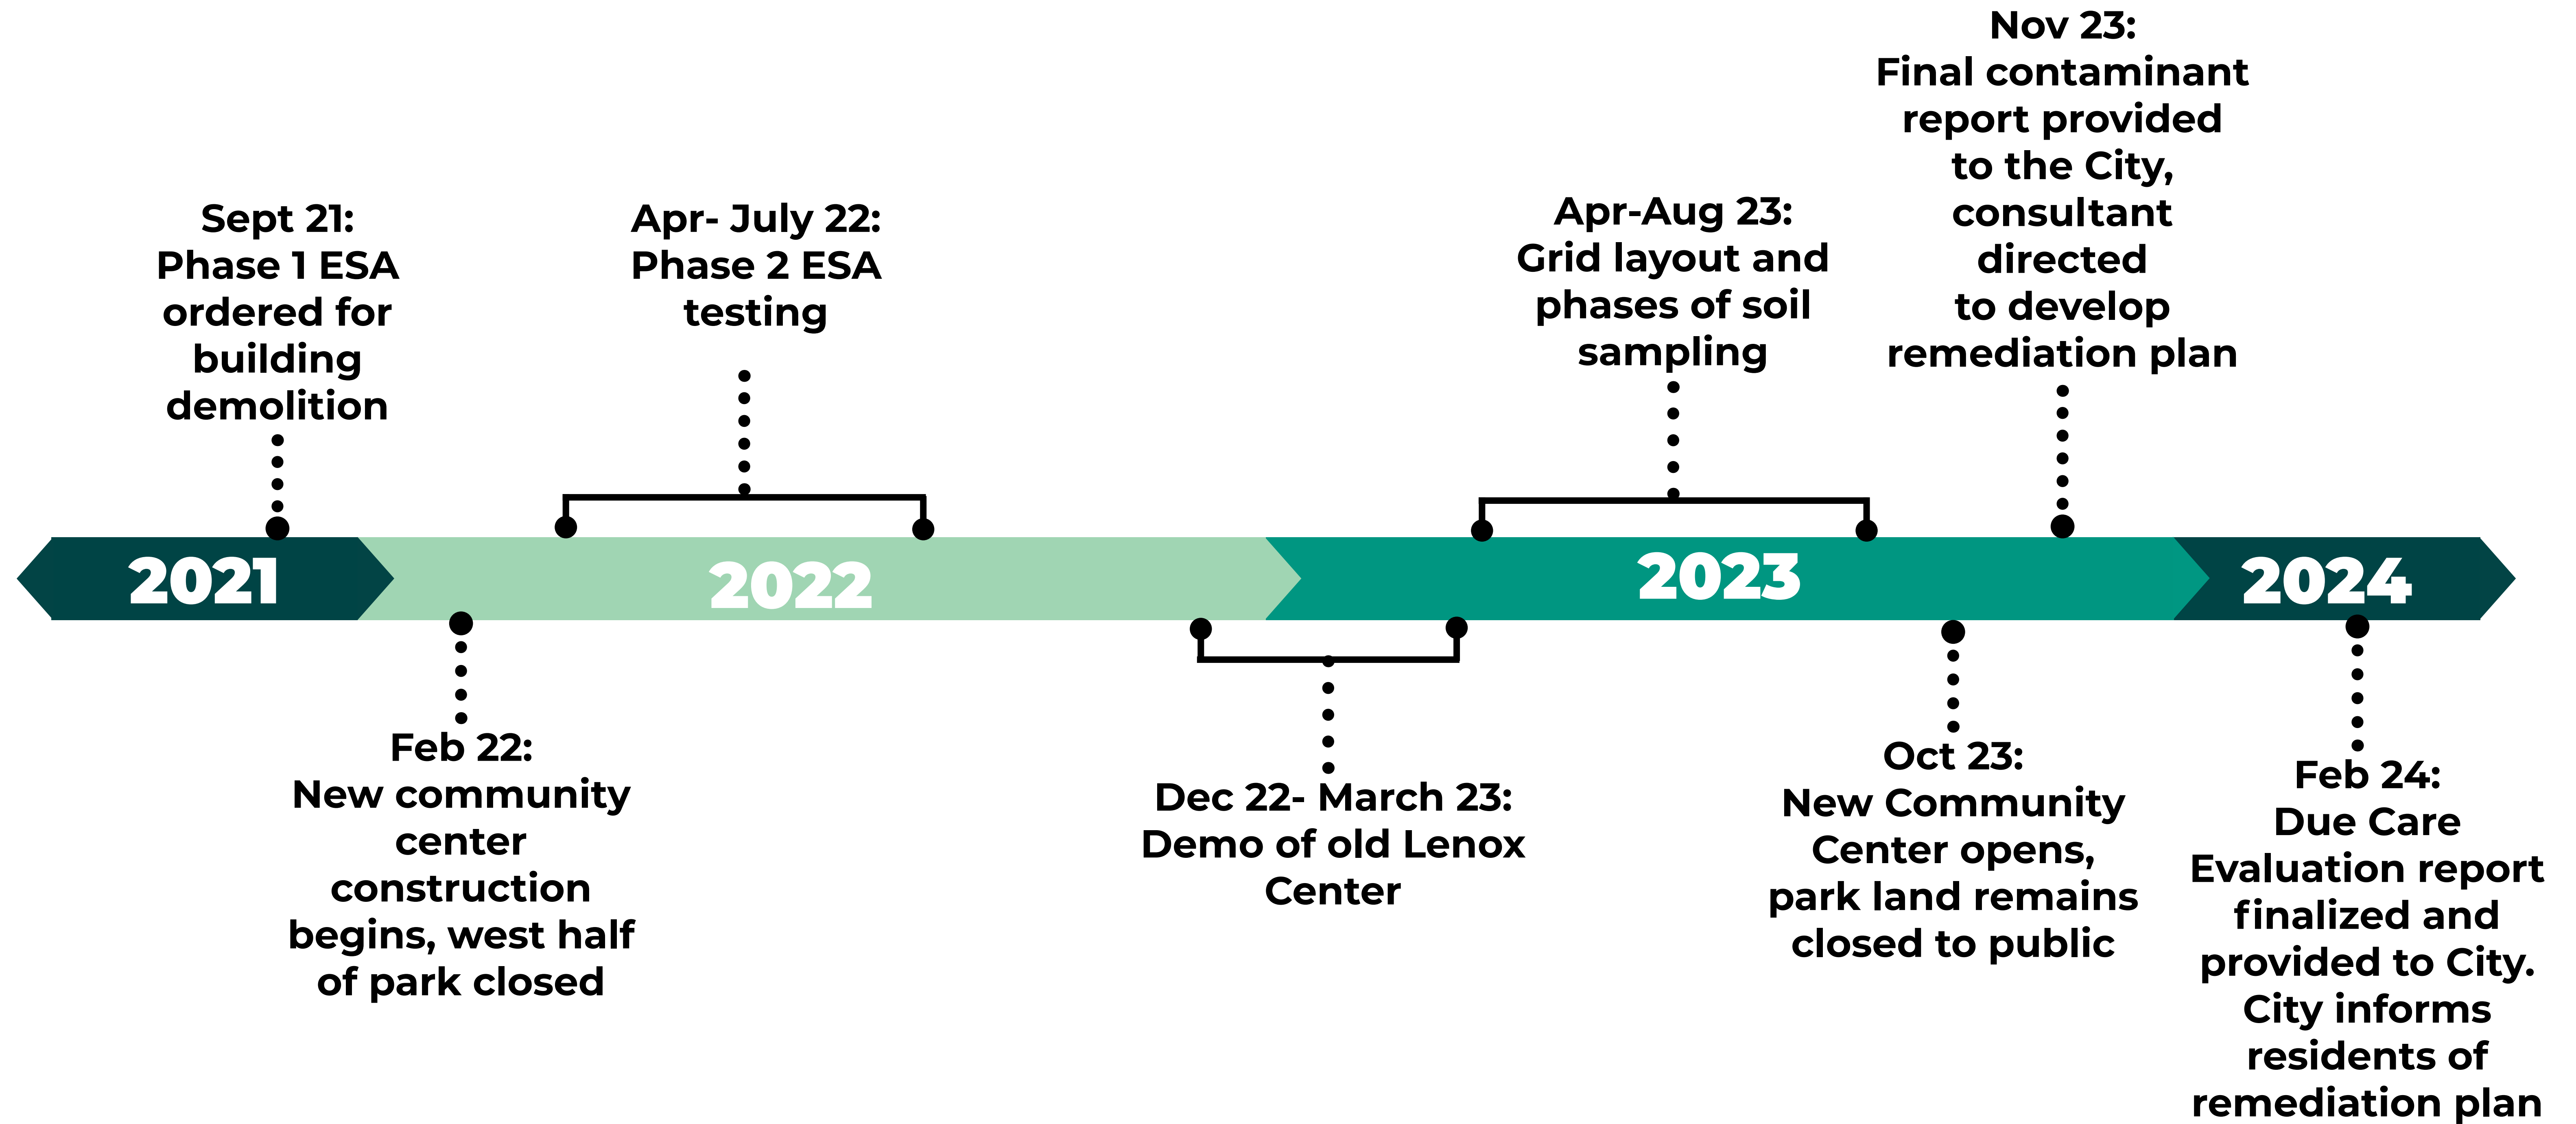 Sept 21:
Phase 1 ESA
ordered for
building
demolition
Apr- July 22:
Phase 2 ESA
testing
Apr-Aug 23:
Grid layout and
phases of soil
sampling
Nov 23:
Final contaminant
report provided
to the City,
consultant
directed
to develop
remediation plan
2021
2022
2023
2024
Feb 22:
New community
center
construction
begins, west half
of park closed
Dec 22- March 23:
Demo of old Lenox
Center
Oct 23:
New Community
Center opens,
park land remains
closed to public
Feb 24:
Due Care
Evaluation report
finalized and
provided to City.
City informs
residents of
remediation plan